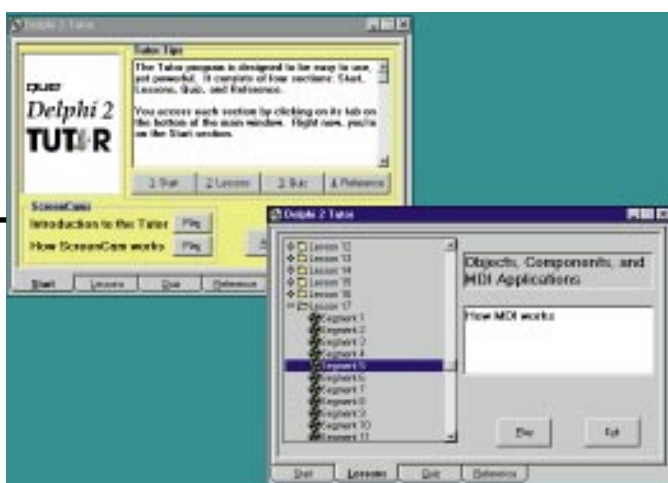 Delphi 2 Tutor
Tutor Tips
que
Delphi 2
TUTOR
The Tutor program is designed to be easy to use,
yet powerful. It consists of four sections: Start,
Lessons, Quiz, and Reference.
You access each section by clicking on its tab on
the bottom of the main window. Right now, you're
on the Start section.
1 Start
2 Lessons
3 Quiz
4 Reference
ScreenCams
Introduction to the Tutor
Play
How ScreenCam works
Play
Start
Lessons
Quiz
Reference
Delphi 2 Tutor
Lesson 12
Lesson 13
Lesson 14
Lesson 15
Lesson 16
Lesson 17
Segment 1
Segment 2
Segment 3
Segment 4
Segment 5
Segment 6
Segment 7
Segment 8
Segment 9
Segment 10
Segment 11
Objects, Components, and
MDI Applications
How MDI works
Play
Exit
Start
Lessons
Quiz
Reference